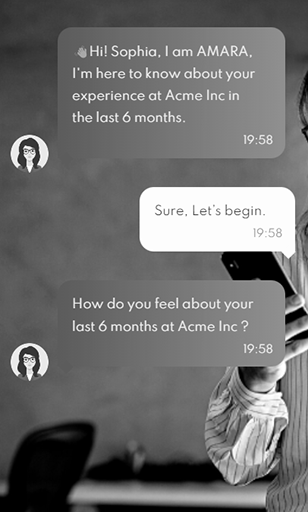 👋Hi! Sophia, I am AMARA,
I'm here to know about your
experience at Acme Inc in
the last 6 months.
19:58
Sure, Let's begin.
19:58
How do you feel about your
last 6 months at Acme Inc ?
19:58